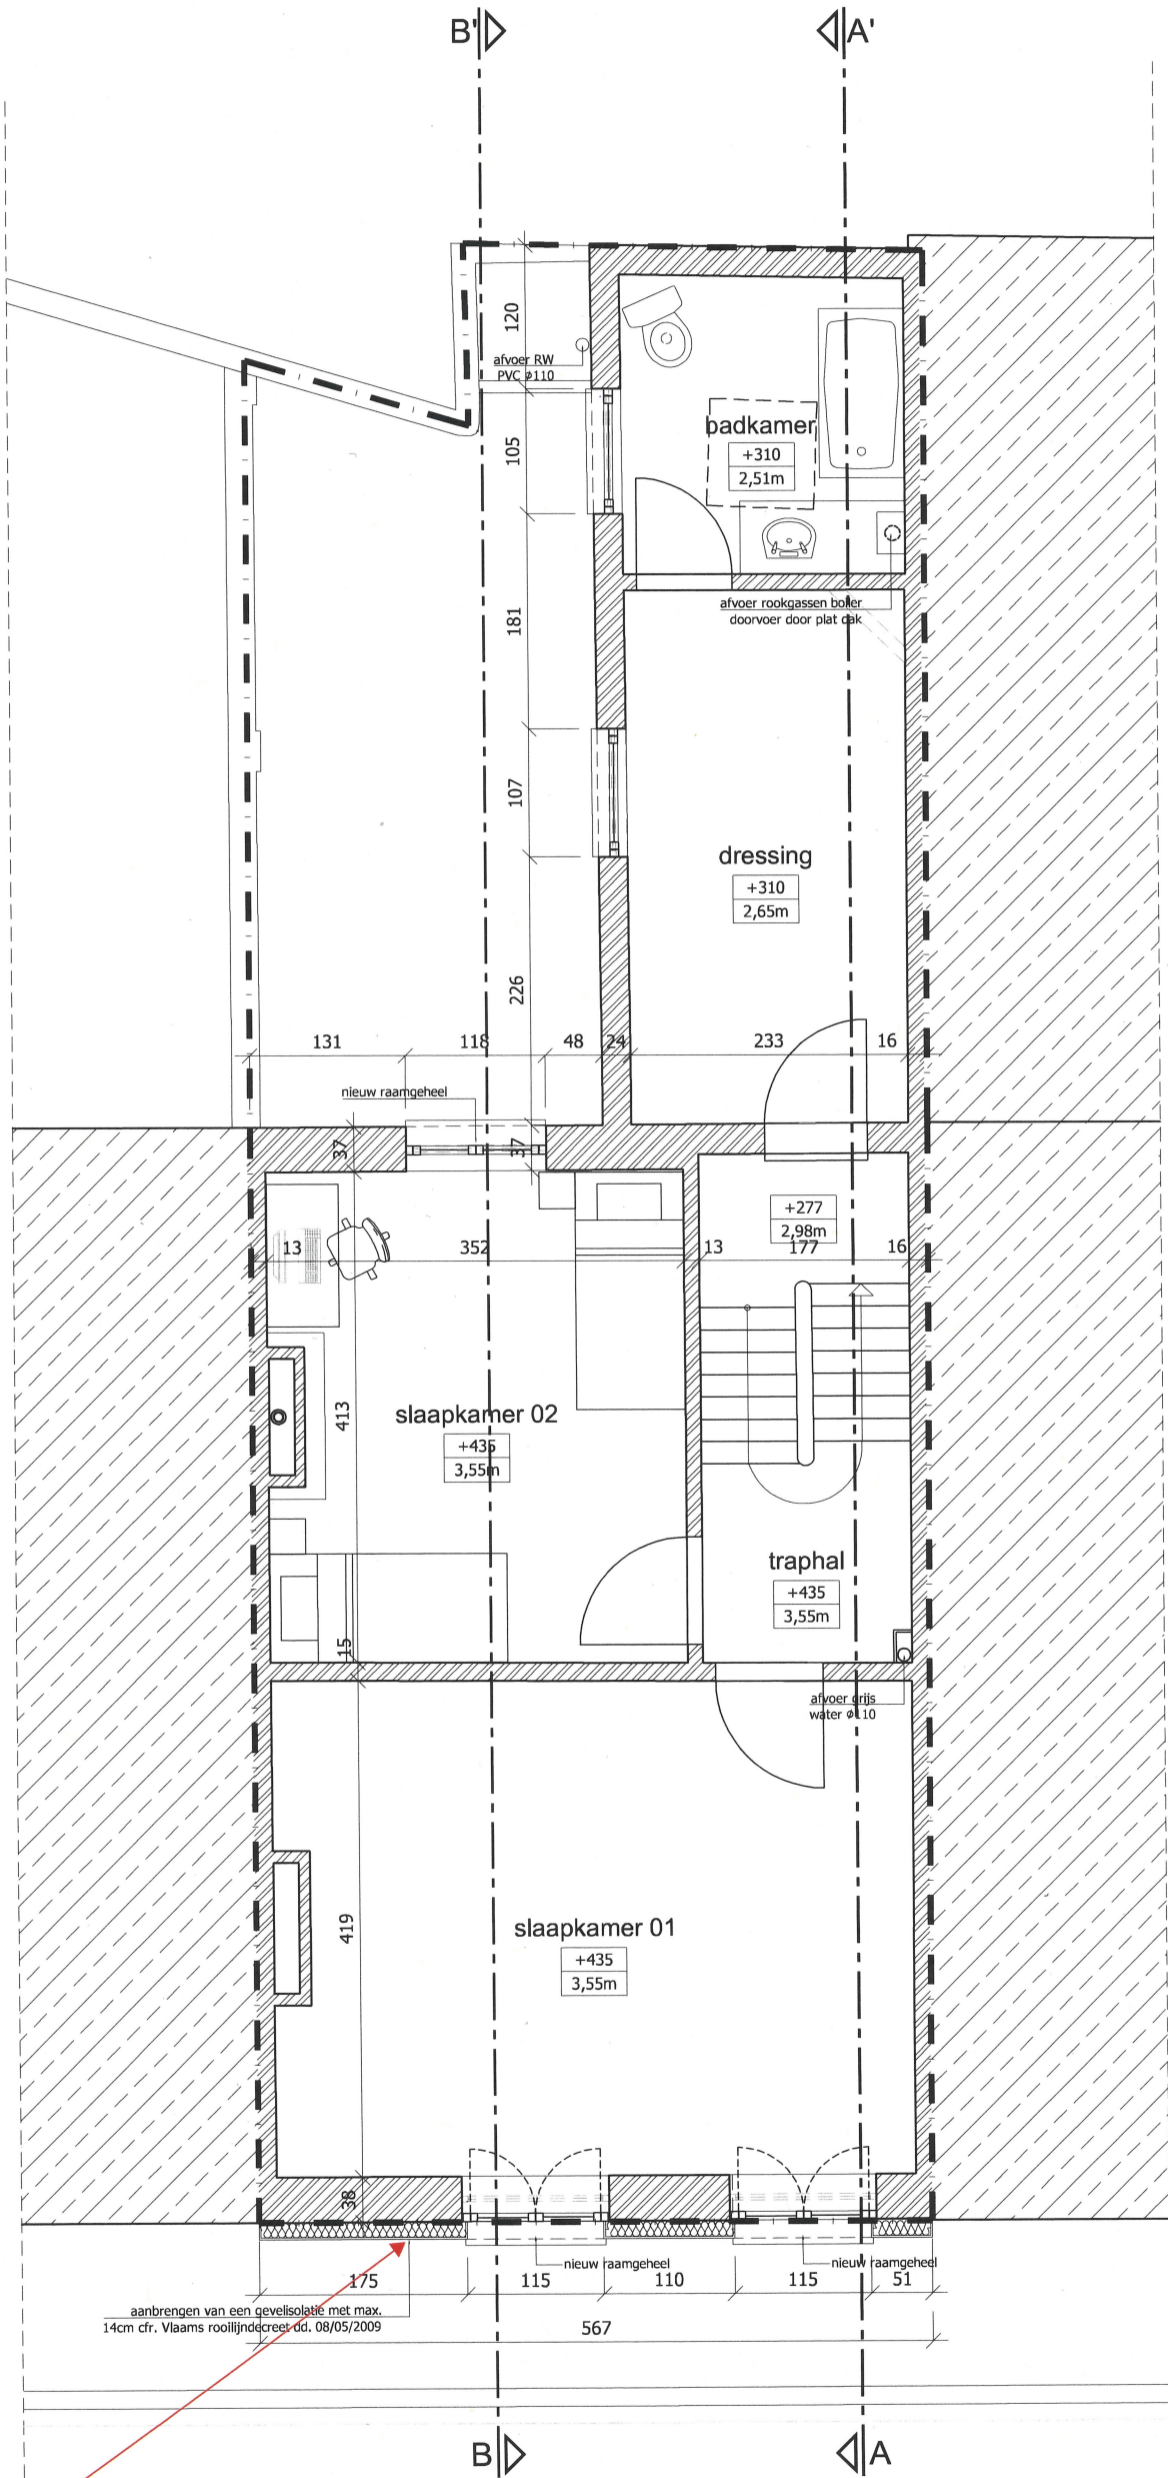 B'
A'
120
afvoer RW
PVC ø110
105
badkamer
+310
2,51m
181
afvoer rookgassen boiler
doorvoer door plat dak
107
dressing
+310
2,65m
226
131
118
48
24
233
16
nieuw raamgeheel
37
37
+277
2,98m
13
352
13
177
16
413
slaapkamer 02
+435
3,55m
traphal
+435
3,55m
15
afvoer grijs
water ø110
419
slaapkamer 01
+435
3,55m
38
nieuw raamgeheel
nieuw raamgeheel
175
115
110
115
51
aanbrengen van een gevelisolatie met max.
14cm cfr. Vlaams rooilijndecreet dd. 08/05/2009
567
B
A